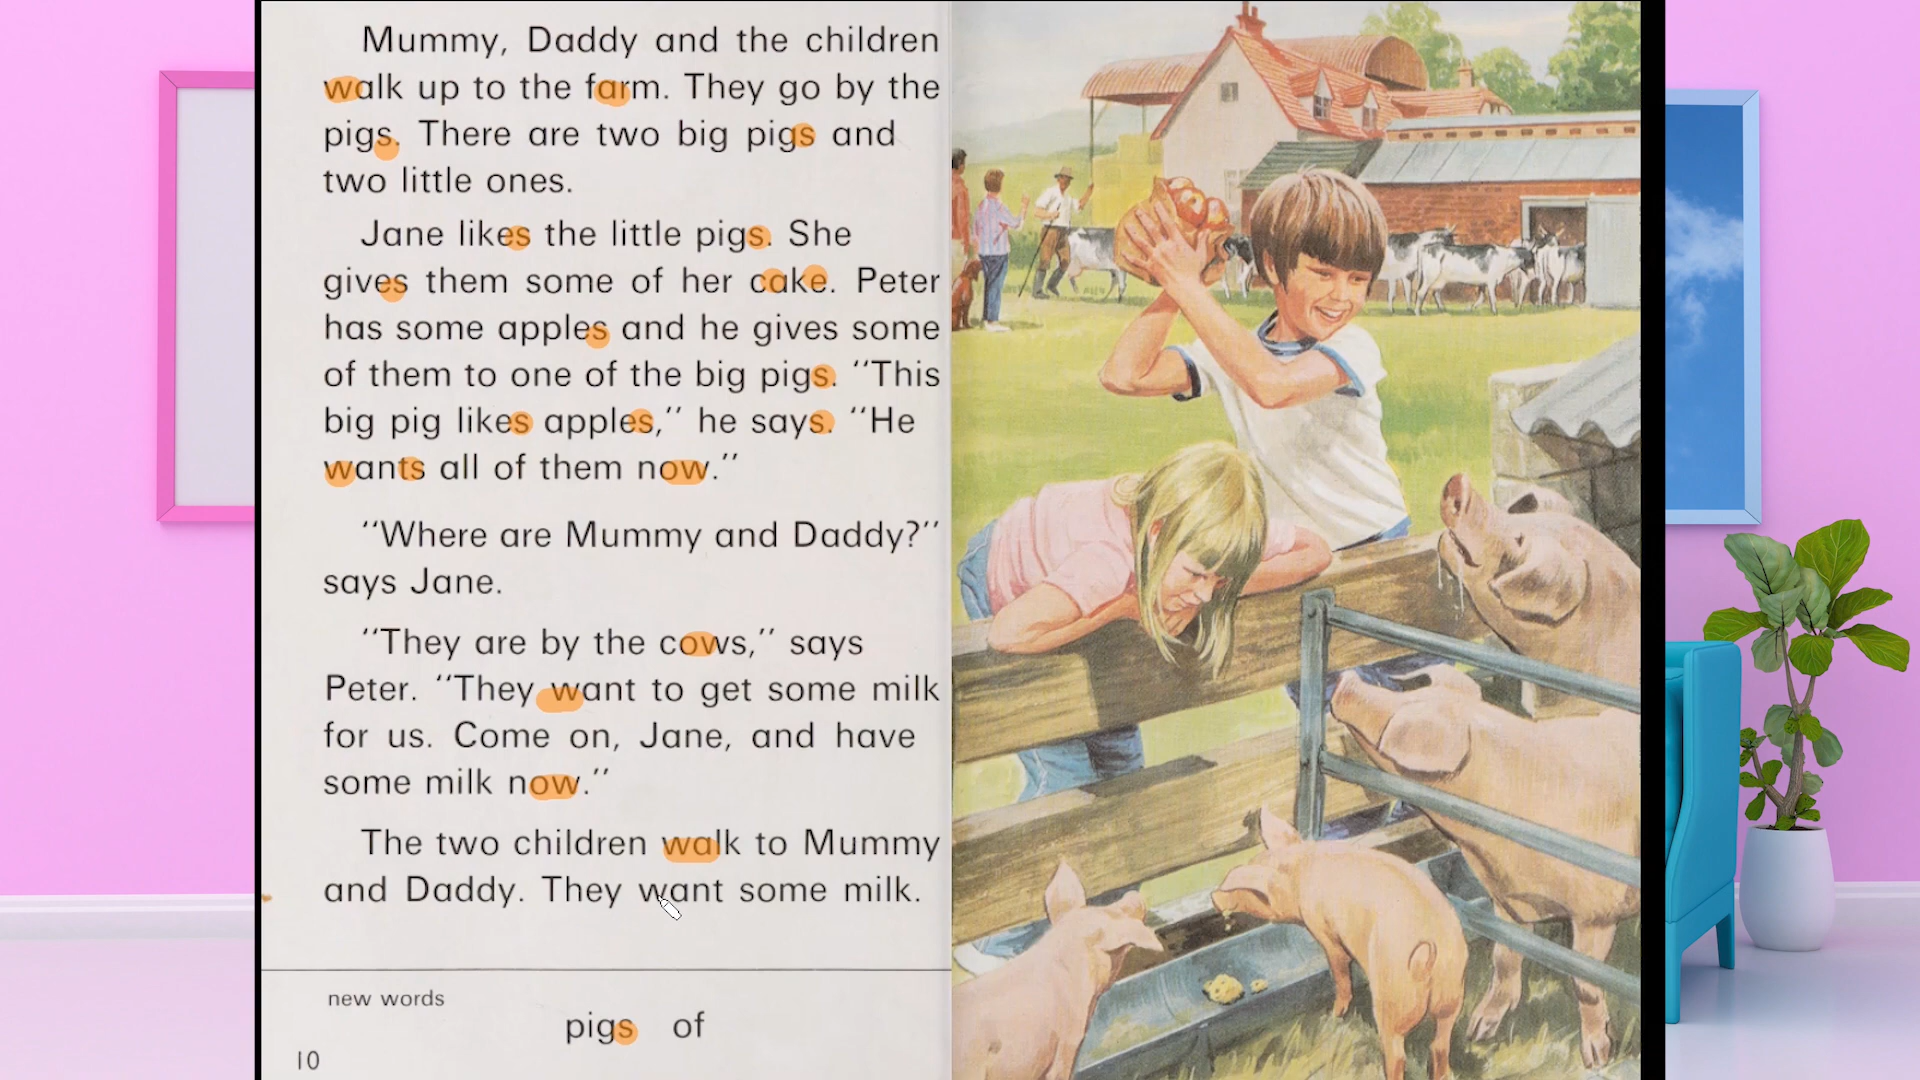 Mummy, Daddy and the children
walk up to the farm. They go by the
pigs. There are two big pigs and
two little ones.
Jane likes the little pigs. She
gives them some of her cake. Peter
has some apples and he gives some
of them to one of the big pigs. "This
big pig likes apples," he says. "He
wants all of them now."
"Where are Mummy and Daddy?"
says Jane.
"They are by the cows," says
Peter. "They want to get some milk
for us. Come on, Jane, and have
some milk now."
The two children walk to Mummy
and Daddy. They want some milk.
new words
pigs of
10